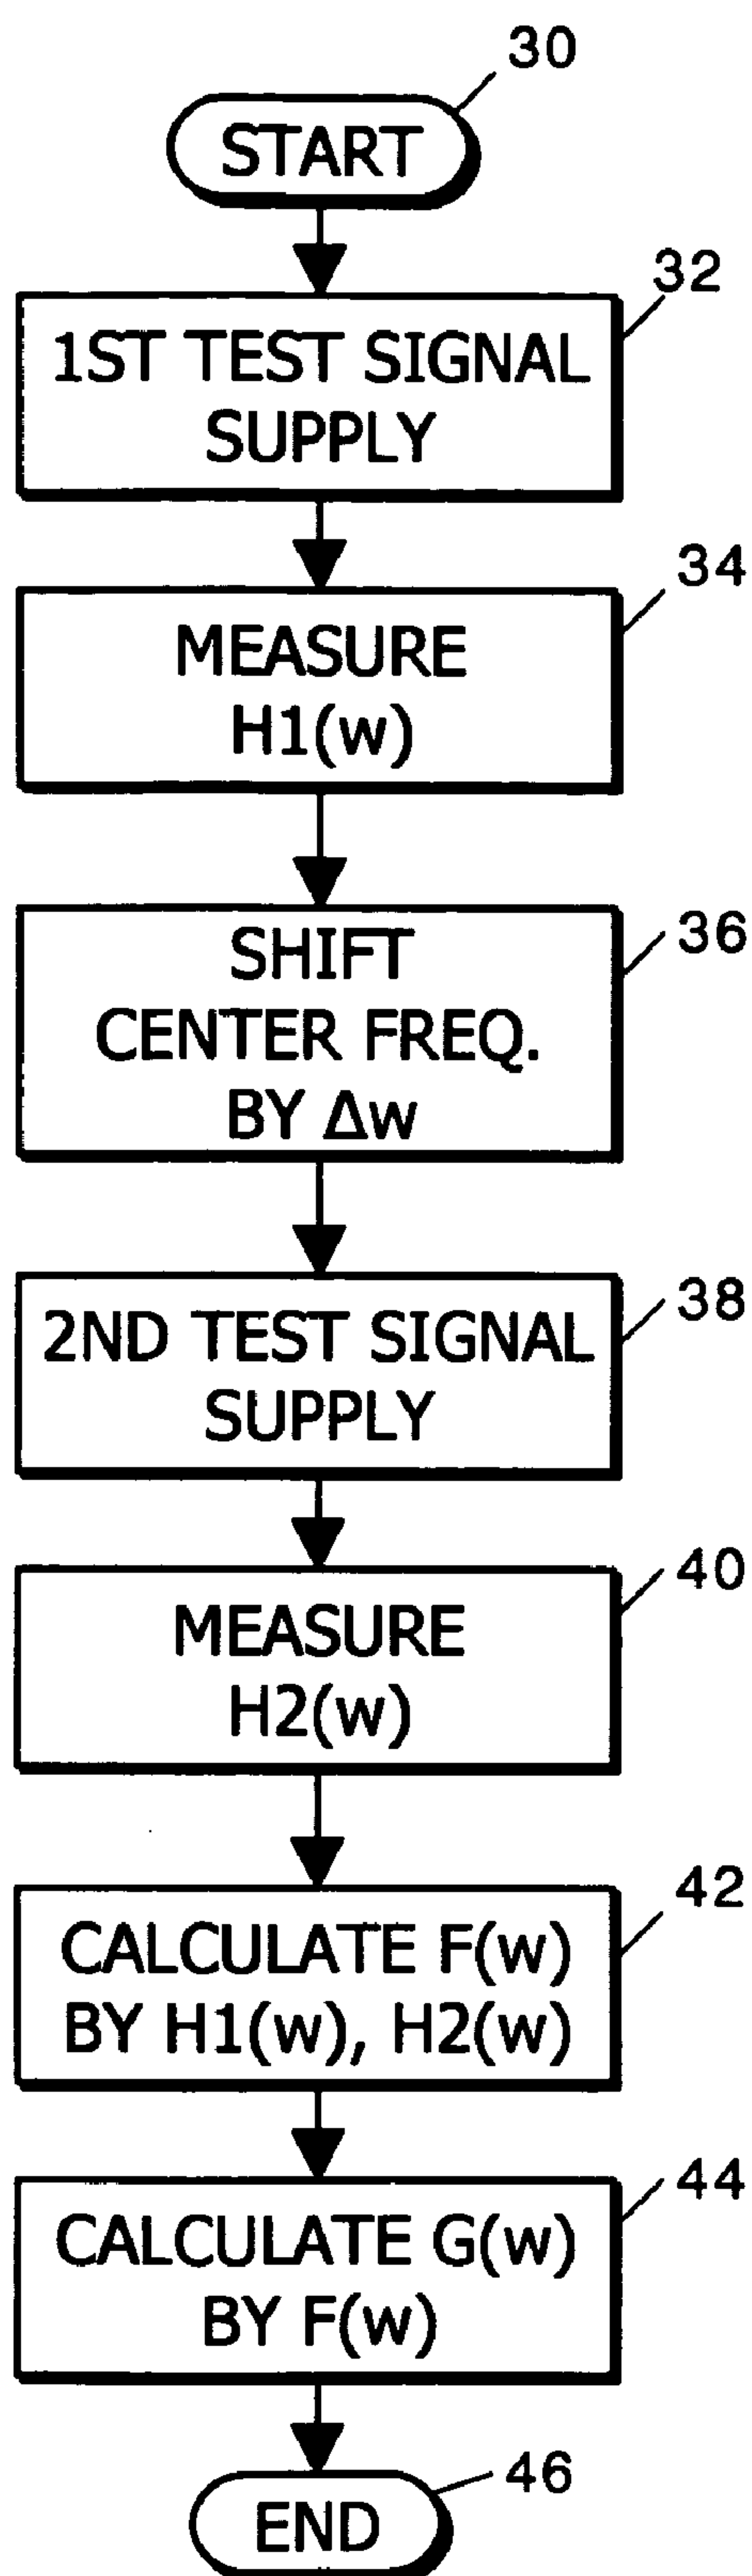 30
START
32
1ST TEST SIGNAL
SUPPLY
34
MEASURE
H1(w)
36
SHIFT
CENTER FREQ.
BY Δw
38
2ND TEST SIGNAL
SUPPLY
40
MEASURE
H2(w)
42
CALCULATE F(w)
BY H1(w), H2(w)
44
CALCULATE G(w)
BY F(w)
46
END